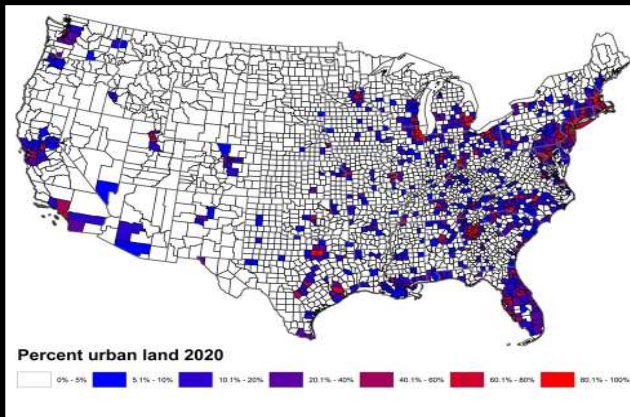 Percent urban land 2020
0% - 5% 5.1% - 10% 10.1% - 20% 20.1% - 40% 40.1% - 60% 60.1% - 80% 80.1% - 100%